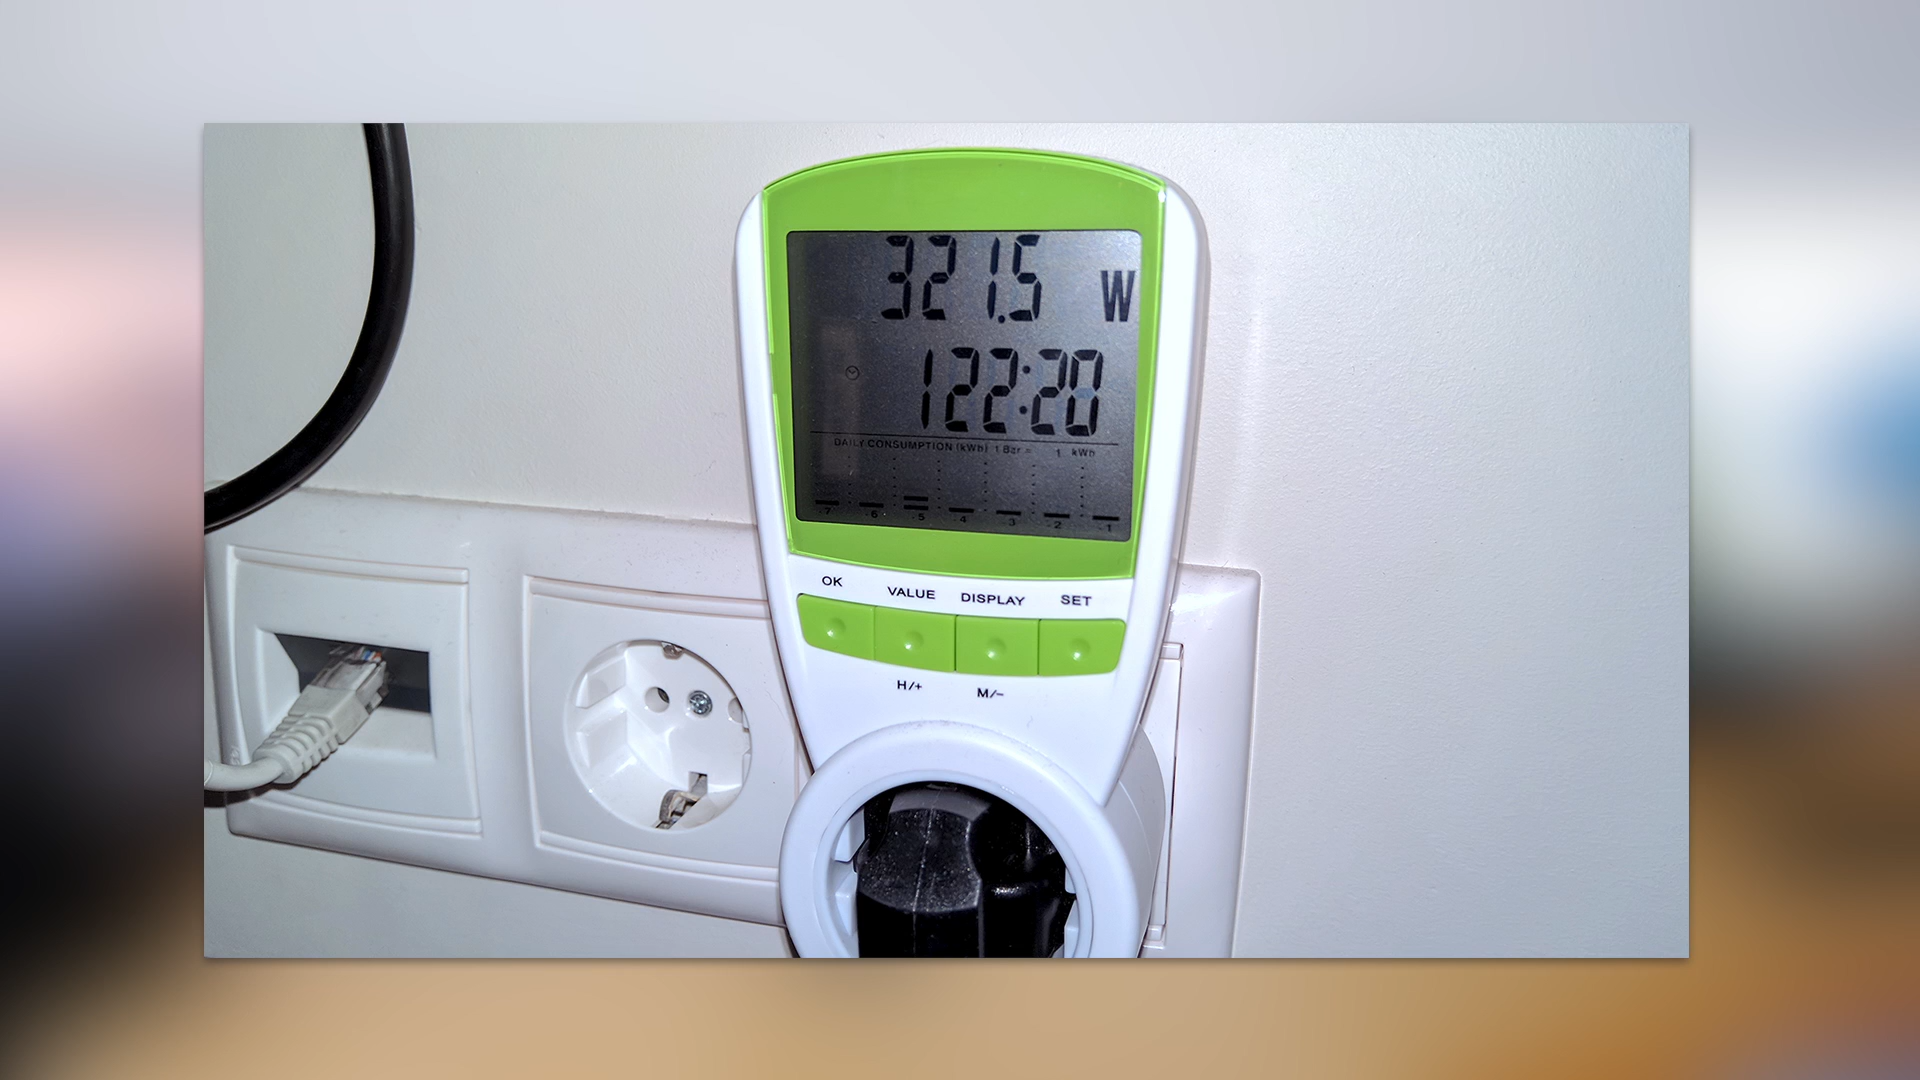 321.5 W
122:20
DAILY CONSUMPTION (kWh) 1 Bar = 1 kWh
-7 -6 -5 -4 -3 -2 -1
OK VALUE DISPLAY SET
H/+ M/-